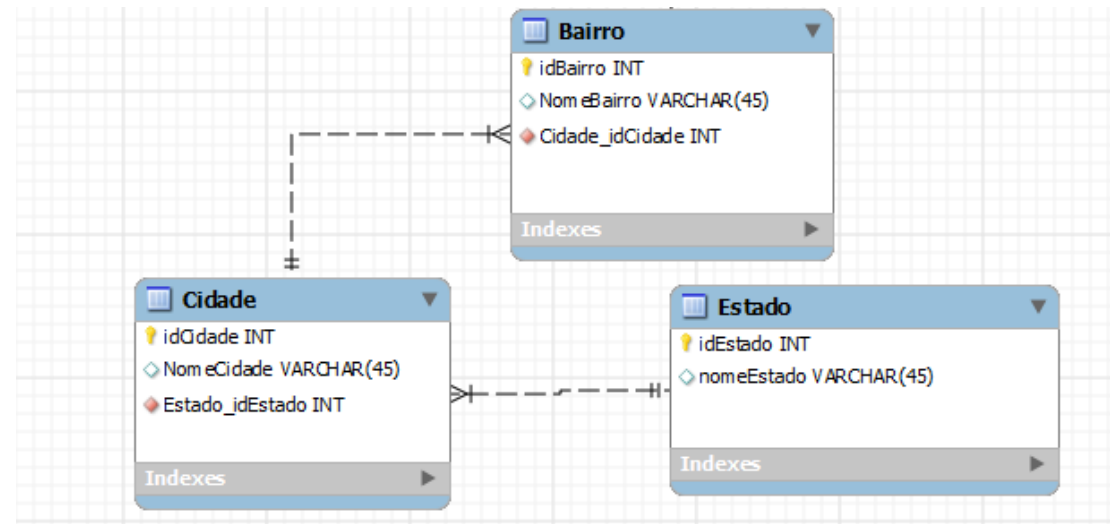 Bairro
idBairro INT
NomeBairro VARCHAR(45)
Cidade_idCidade INT
Indexes
Cidade
idCidade INT
NomeCidade VARCHAR(45)
Estado_idEstado INT
Indexes
Estado
idEstado INT
nomeEstado VARCHAR(45)
Indexes